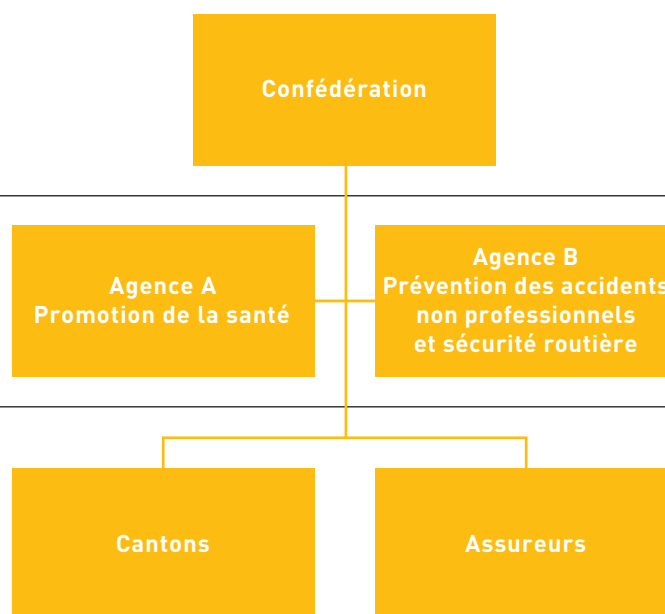 Confédération
Agence A
Promotion de la santé
Agence B
Prévention des accidents
non professionnels
et sécurité routière
Cantons
Assureurs